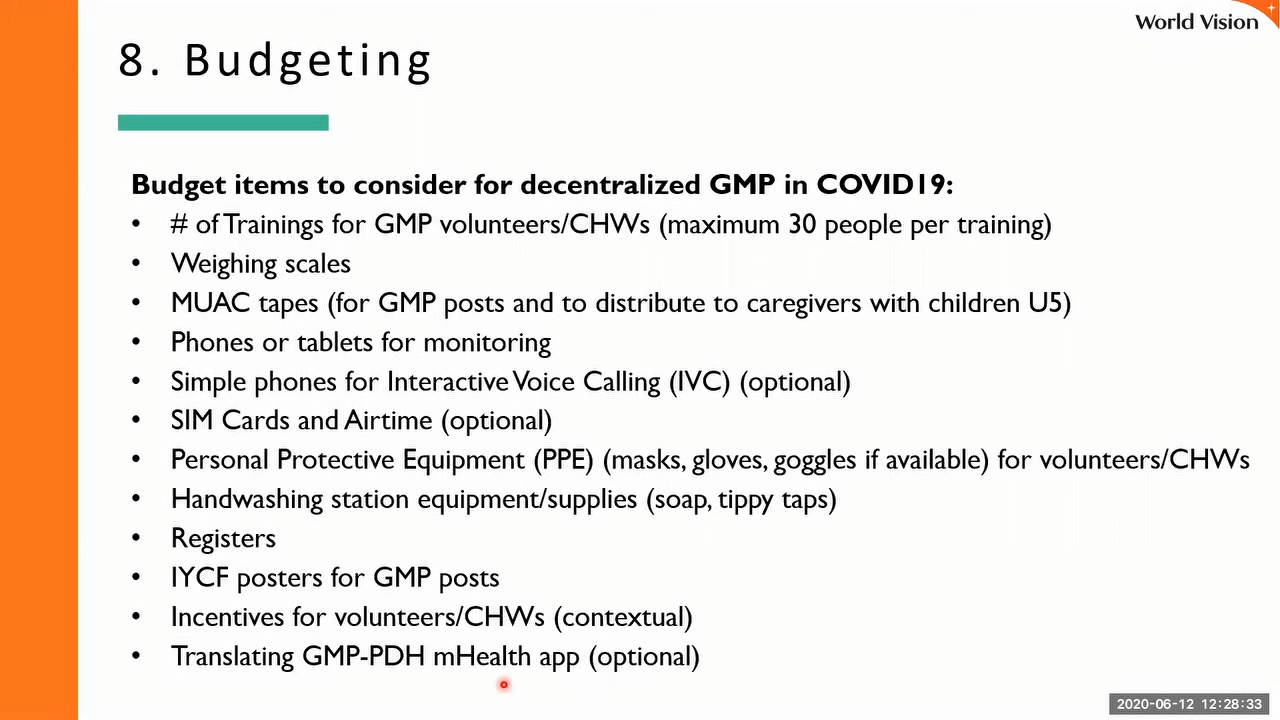 World Vision
8. Budgeting
Budget items to consider for decentralized GMP in COVID19:
• # of Trainings for GMP volunteers/CHWs (maximum 30 people per training)
• Weighing scales
• MUAC tapes (for GMP posts and to distribute to caregivers with children U5)
• Phones or tablets for monitoring
• Simple phones for Interactive Voice Calling (IVC) (optional)
• SIM Cards and Airtime (optional)
• Personal Protective Equipment (PPE) (masks, gloves, goggles if available) for volunteers/CHWs
• Handwashing station equipment/supplies (soap, tippy taps)
• Registers
• IYCF posters for GMP posts
• Incentives for volunteers/CHWs (contextual)
• Translating GMP-PDH mHealth app (optional)
2020-06-12 12:28:33